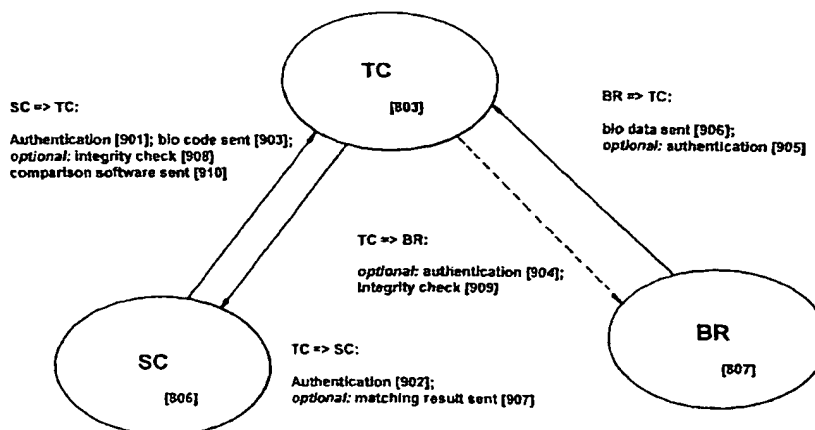 TC
[803]
SC => TC:
Authentication [901]; bio code sent [903];
optional: integrity check [908]
comparison software sent [910]
BR => TC:
bio data sent [906];
optional: authentication [905]
TC => BR:
optional: authentication [904];
integrity check [909]
SC
[806]
TC => SC:
Authentication [902];
optional: matching result sent [907]
BR
[807]